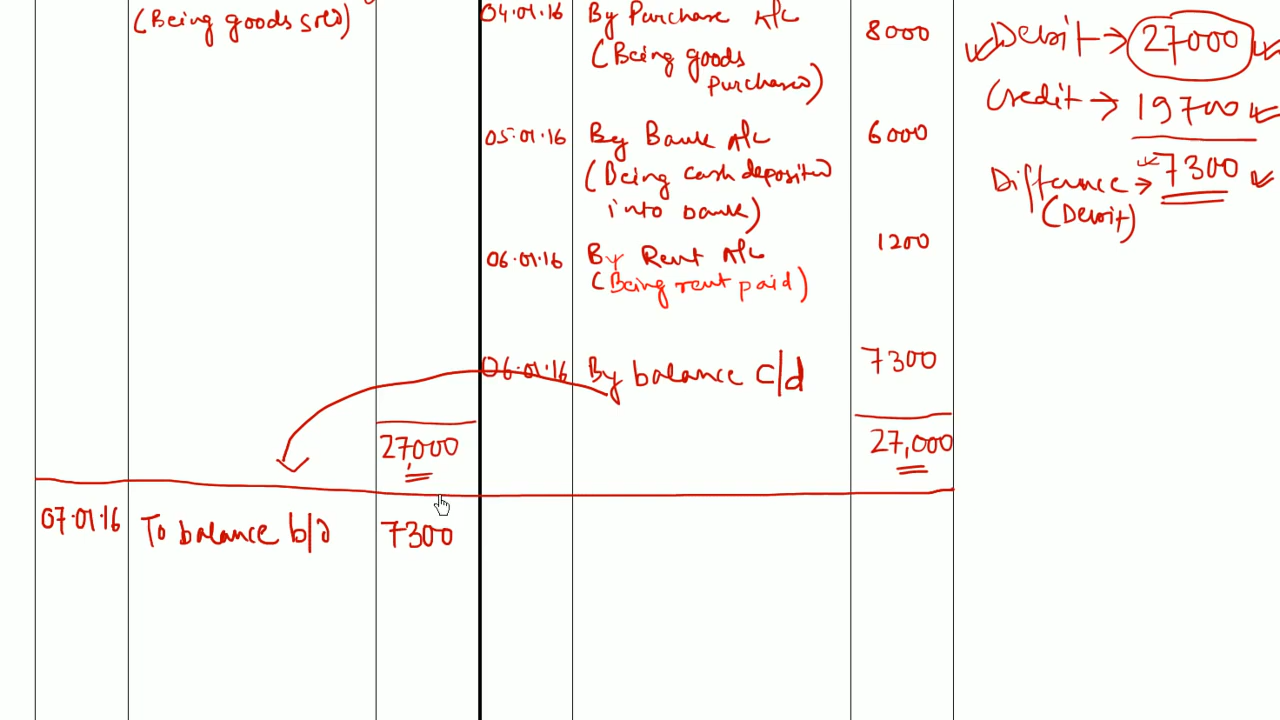 (Being goods sold)
04.01.16 By Purchase A/c 8000
(Being goods
purchased)
05.01.16 By Bank A/c 6000
(Being cash deposited
into bank)
06.01.16 By Rent A/c 1200
(Being rent paid)
06.01.16 By balance c/d 7300
27,000 27,000
07.01.16 To balance b/d 7300
Debit → 27000
Credit → 19700
Difference → 7300
(Debit)